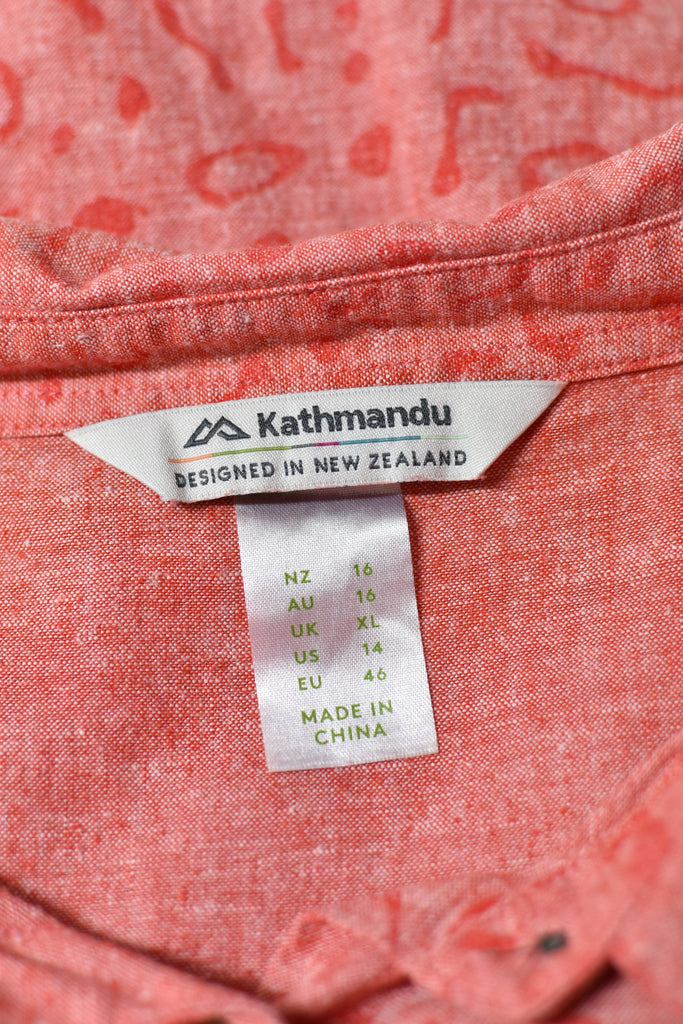 Kathmandu
DESIGNED IN NEW ZEALAND
NZ 16
AU 16
UK XL
US 14
EU 46
MADE IN
CHINA